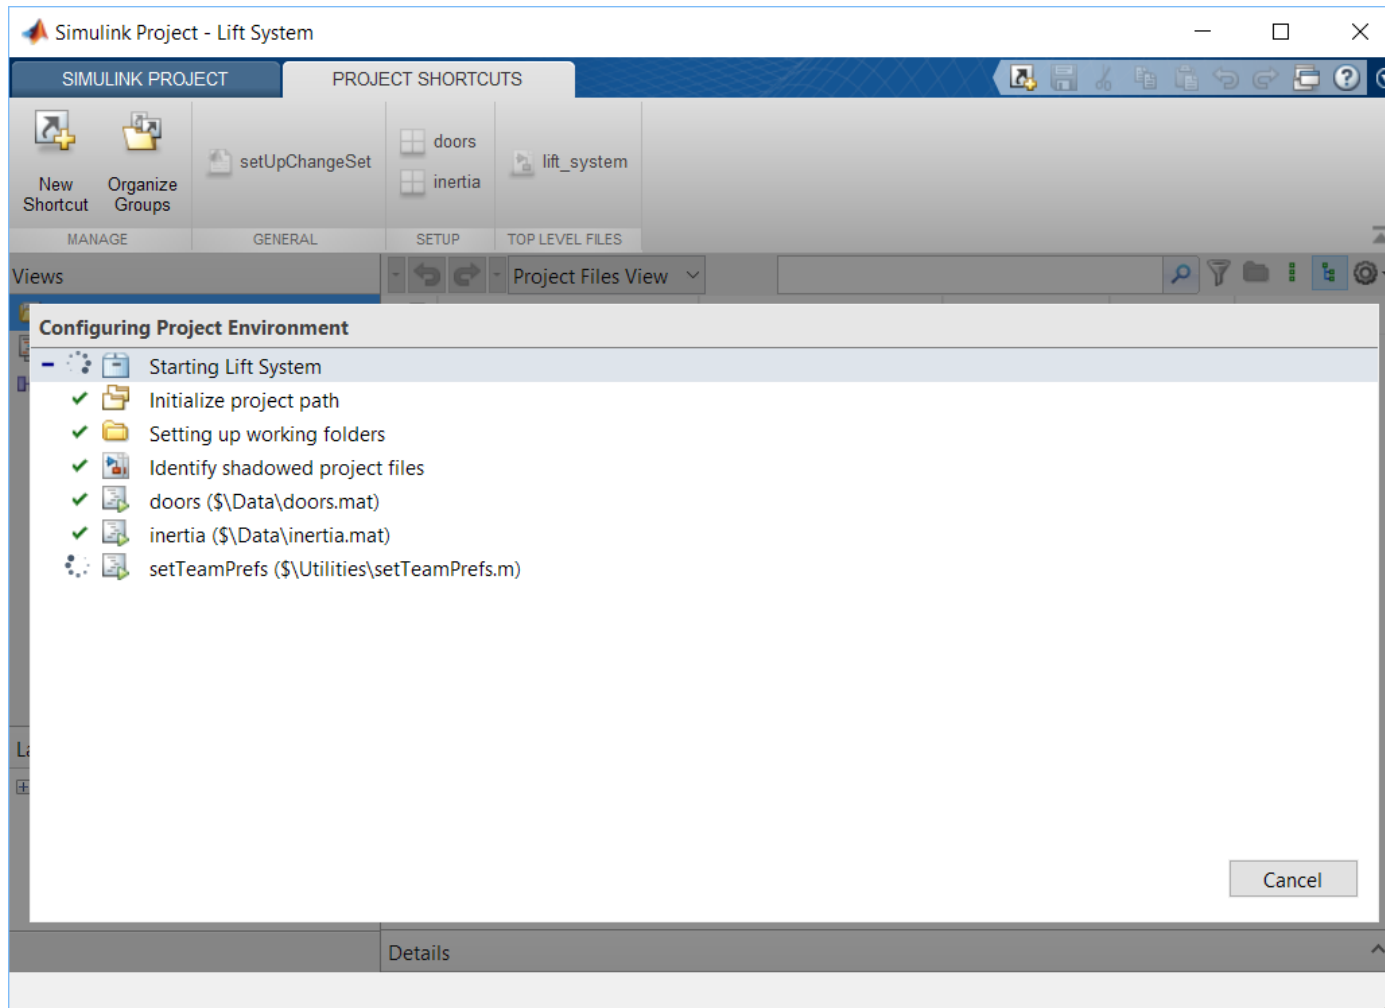 Simulink Project - Lift System
SIMULINK PROJECT
PROJECT SHORTCUTS
New Shortcut
Organize Groups
setUpChangeSet
doors
inertia
lift_system
MANAGE
GENERAL
SETUP
TOP LEVEL FILES
Views
Project Files View
Configuring Project Environment
Starting Lift System
Initialize project path
Setting up working folders
Identify shadowed project files
doors ($\Data\doors.mat)
inertia ($\Data\inertia.mat)
setTeamPrefs ($\Utilities\setTeamPrefs.m)
Cancel
Details